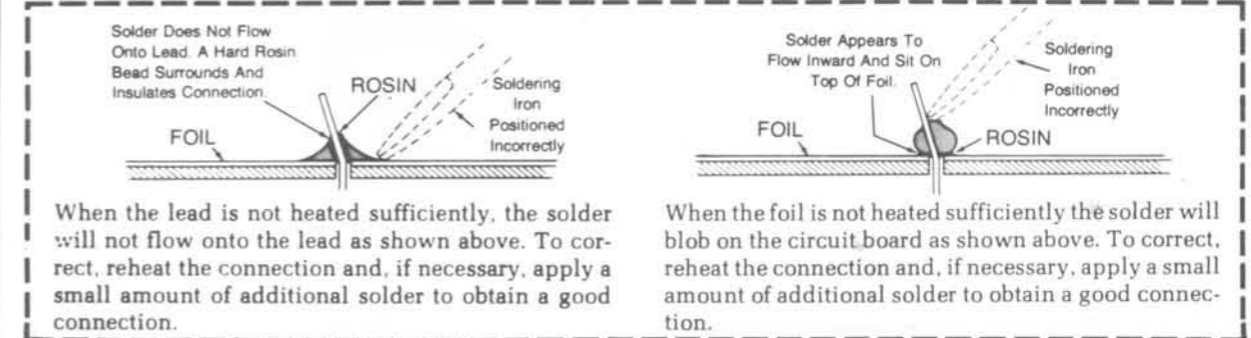 Solder Does Not Flow
Onto Lead. A Hard Rosin
Bead Surrounds And
Insulates Connection.
ROSIN
Soldering
Iron
Positioned
Incorrectly
FOIL
When the lead is not heated sufficiently, the solder
will not flow onto the lead as shown above. To cor-
rect, reheat the connection and, if necessary, apply a
small amount of additional solder to obtain a good
connection.
Solder Appears To
Flow Inward And Sit On
Top Of Foil.
Soldering
Iron
Positioned
Incorrectly
FOIL
ROSIN
When the foil is not heated sufficiently the solder will
blob on the circuit board as shown above. To correct,
reheat the connection and, if necessary, apply a small
amount of additional solder to obtain a good connec-
tion.